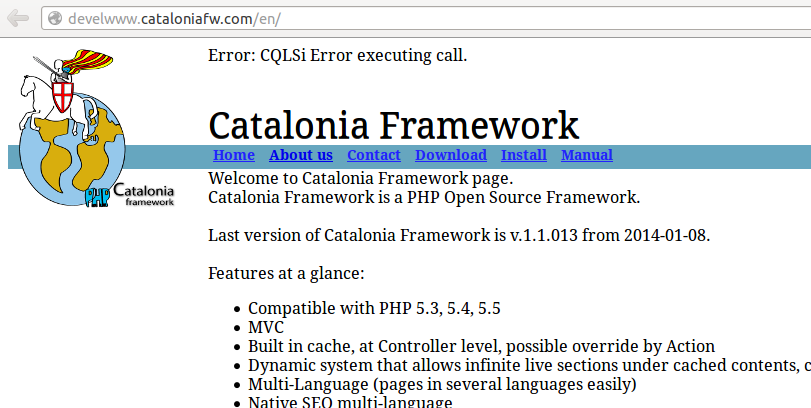 develwww.cataloniafw.com/en/
Error: CQLSi Error executing call.
Catalonia Framework
Home About us Contact Download Install Manual
PHP Catalonia
framework
Welcome to Catalonia Framework page.
Catalonia Framework is a PHP Open Source Framework.
Last version of Catalonia Framework is v.1.1.013 from 2014-01-08.
Features at a glance:
• Compatible with PHP 5.3, 5.4, 5.5
• MVC
• Built in cache, at Controller level, possible override by Action
• Dynamic system that allows infinite live sections under cached contents, c
• Multi-Language (pages in several languages easily)
• Native SEO multi-language